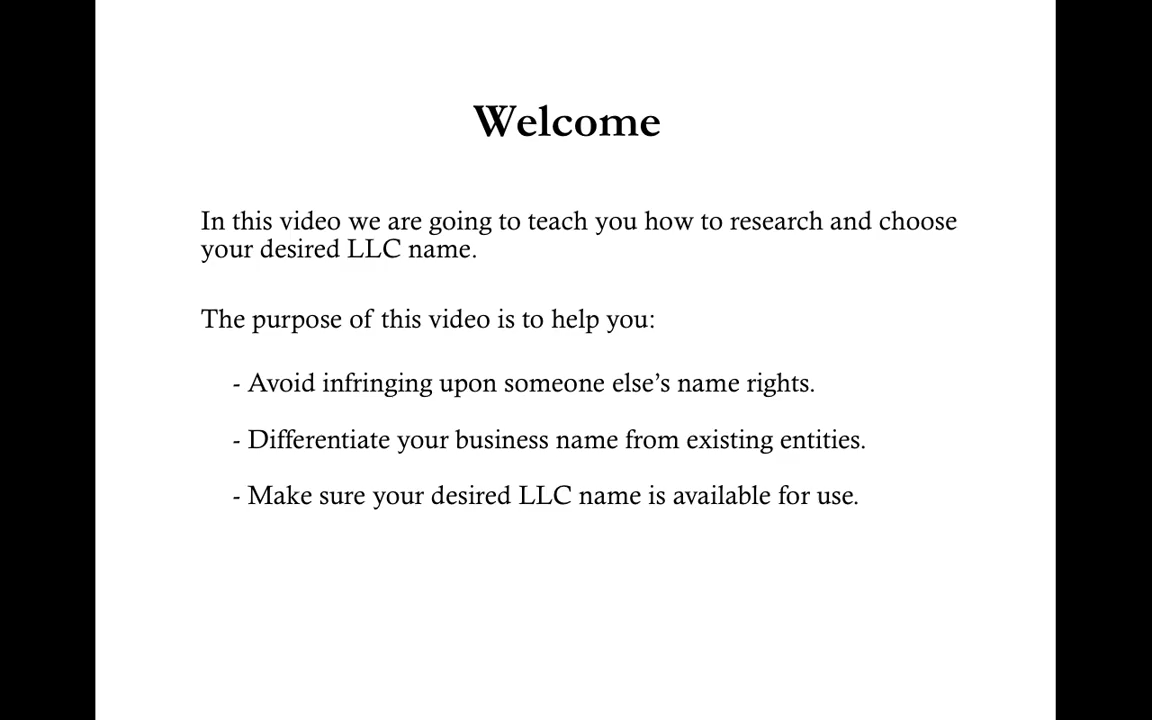 Welcome
In this video we are going to teach you how to research and choose
your desired LLC name.
The purpose of this video is to help you:
- Avoid infringing upon someone else’s name rights.
- Differentiate your business name from existing entities.
- Make sure your desired LLC name is available for use.